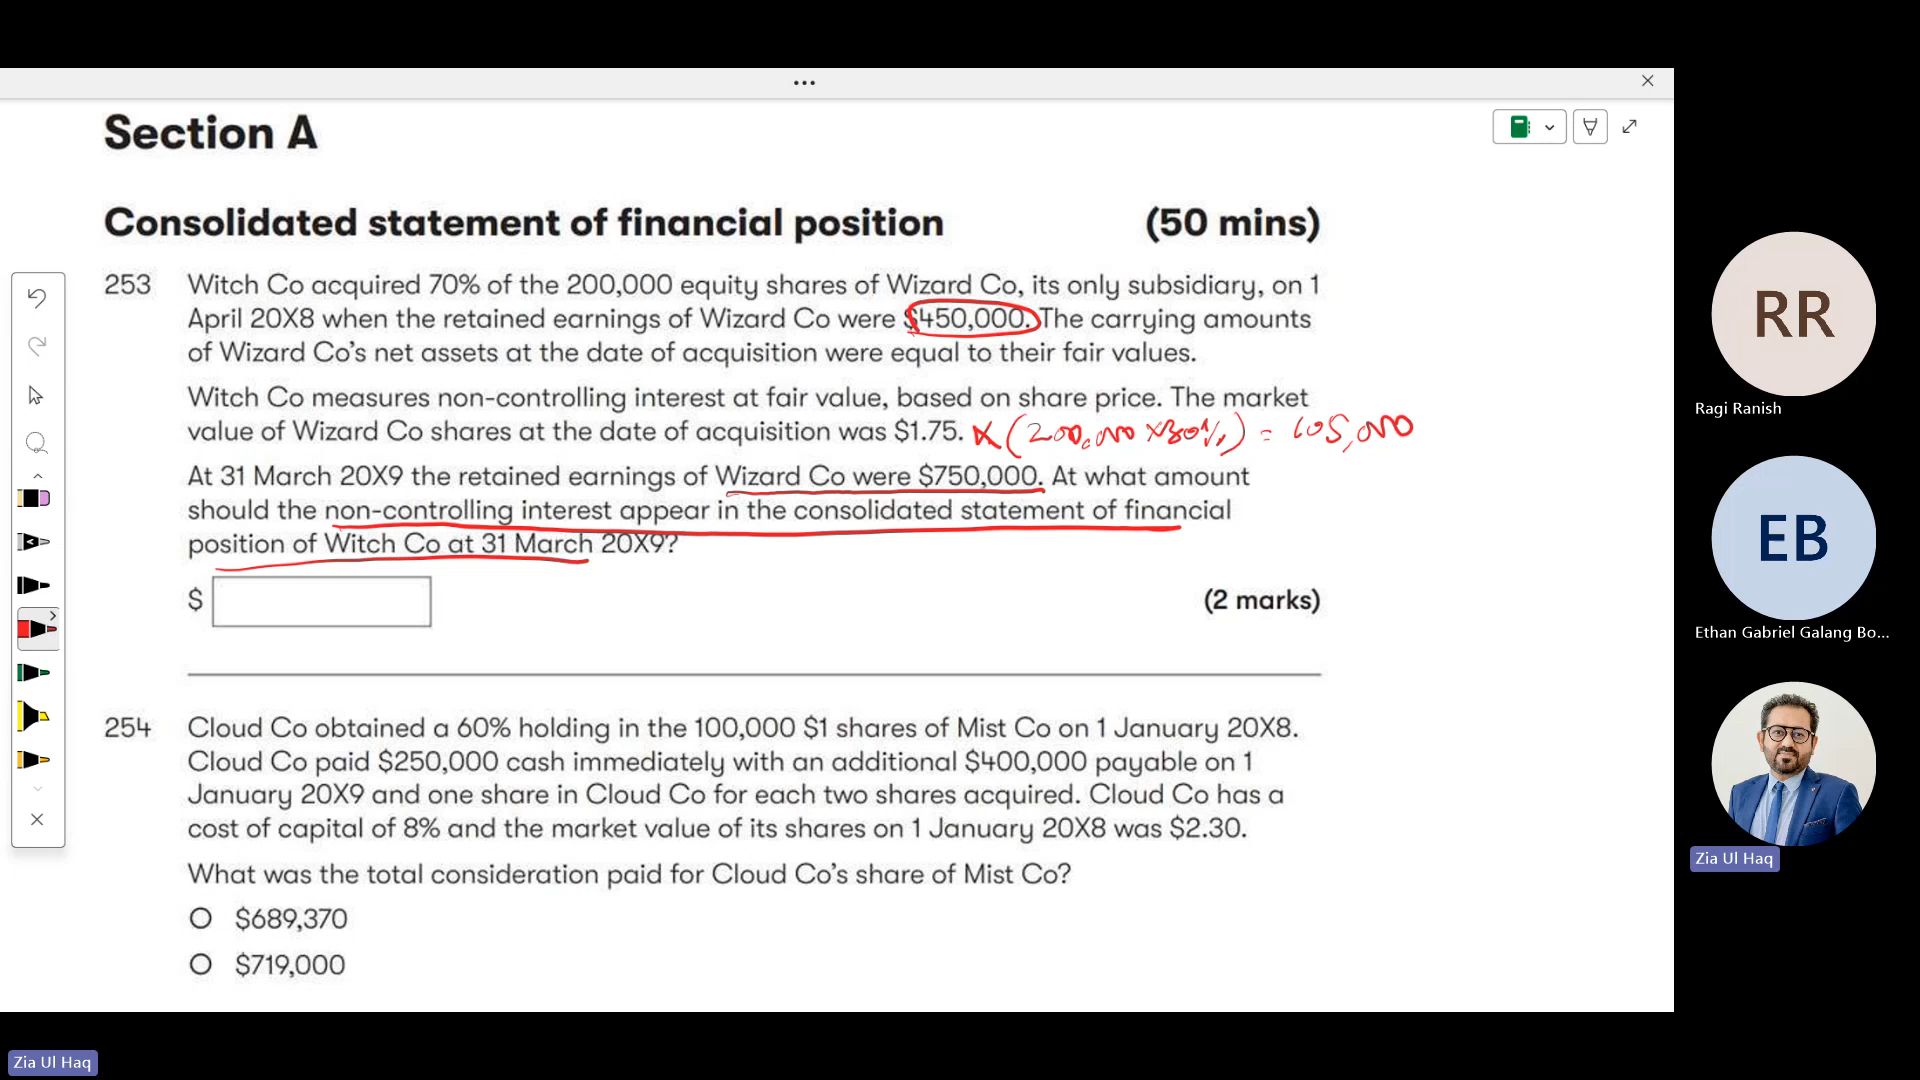 Section A
Consolidated statement of financial position (50 mins)
253 Witch Co acquired 70% of the 200,000 equity shares of Wizard Co, its only subsidiary, on 1
April 20X8 when the retained earnings of Wizard Co were $450,000. The carrying amounts
of Wizard Co's net assets at the date of acquisition were equal to their fair values.
Witch Co measures non-controlling interest at fair value, based on share price. The market
value of Wizard Co shares at the date of acquisition was $1.75. x (200,000 x 30%) = 105,000
At 31 March 20X9 the retained earnings of Wizard Co were $750,000. At what amount
should the non-controlling interest appear in the consolidated statement of financial
position of Witch Co at 31 March 20X9?
$ (2 marks)
254 Cloud Co obtained a 60% holding in the 100,000 $1 shares of Mist Co on 1 January 20X8.
Cloud Co paid $250,000 cash immediately with an additional $400,000 payable on 1
January 20X9 and one share in Cloud Co for each two shares acquired. Cloud Co has a
cost of capital of 8% and the market value of its shares on 1 January 20X8 was $2.30.
What was the total consideration paid for Cloud Co's share of Mist Co?
$689,370
$719,000
RR
Ragi Ranish
EB
Ethan Gabriel Galang Bo...
Zia Ul Haq
Zia Ul Haq